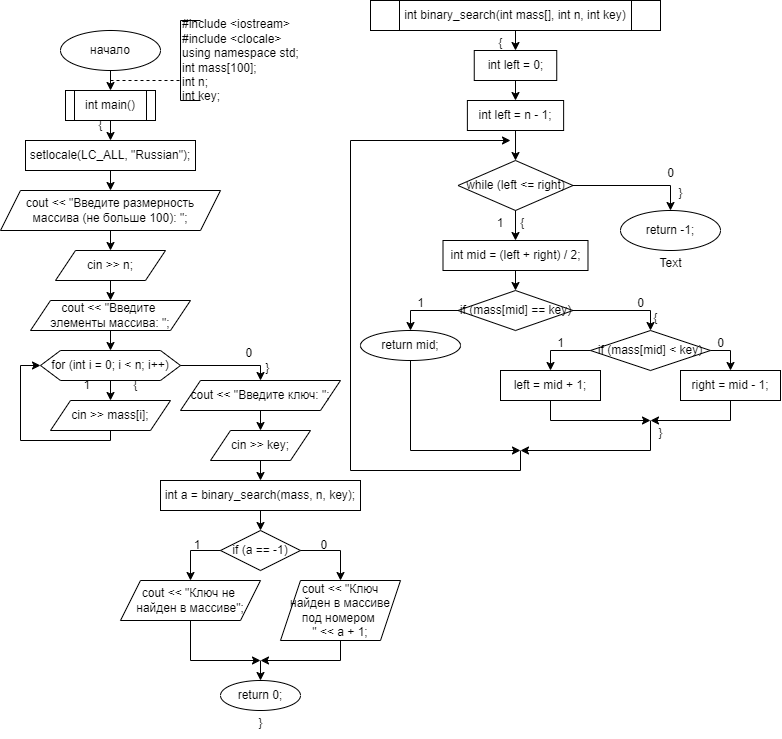 начало
#include <iostream>
#include <clocale>
using namespace std;
int mass[100];
int n;
int key;
int main()
{
setlocale(LC_ALL, "Russian");
cout << "Введите размерность
массива (не больше 100): ";
cin >> n;
cout << "Введите
элементы массива: ";
for (int i = 0; i < n; i++)
0
}
1
{
cin >> mass[i];
cout << "Введите ключ: ";
cin >> key;
int a = binary_search(mass, n, key);
if (a == -1)
1
0
cout << "Ключ не
найден в массиве";
cout << "Ключ
найден в массиве
под номером
" << a + 1;
return 0;
}
int binary_search(int mass[], int n, int key)
{
int left = 0;
int left = n - 1;
while (left <= right)
0
}
return -1;
Text
1
{
int mid = (left + right) / 2;
if (mass[mid] == key)
1
0
return mid;
{
if (mass[mid] < key)
1
0
left = mid + 1;
right = mid - 1;
}